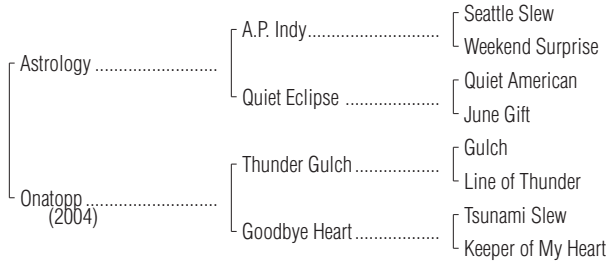 Seattle Slew
A.P. Indy........................................
Weekend Surprise
Astrology .....................................
Quiet American
Quiet Eclipse .............................
June Gift
Gulch
Thunder Gulch ..........................
Line of Thunder
Onatopp ........................................
(2004)
Tsunami Slew
Goodbye Heart ..........................
Keeper of My Heart